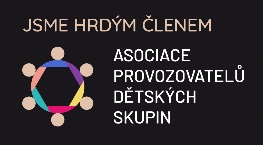 JSME HRDÝM ČLENEM
ASOCIACE
PROVOZOVATELŮ
DĚTSKÝCH
SKUPIN